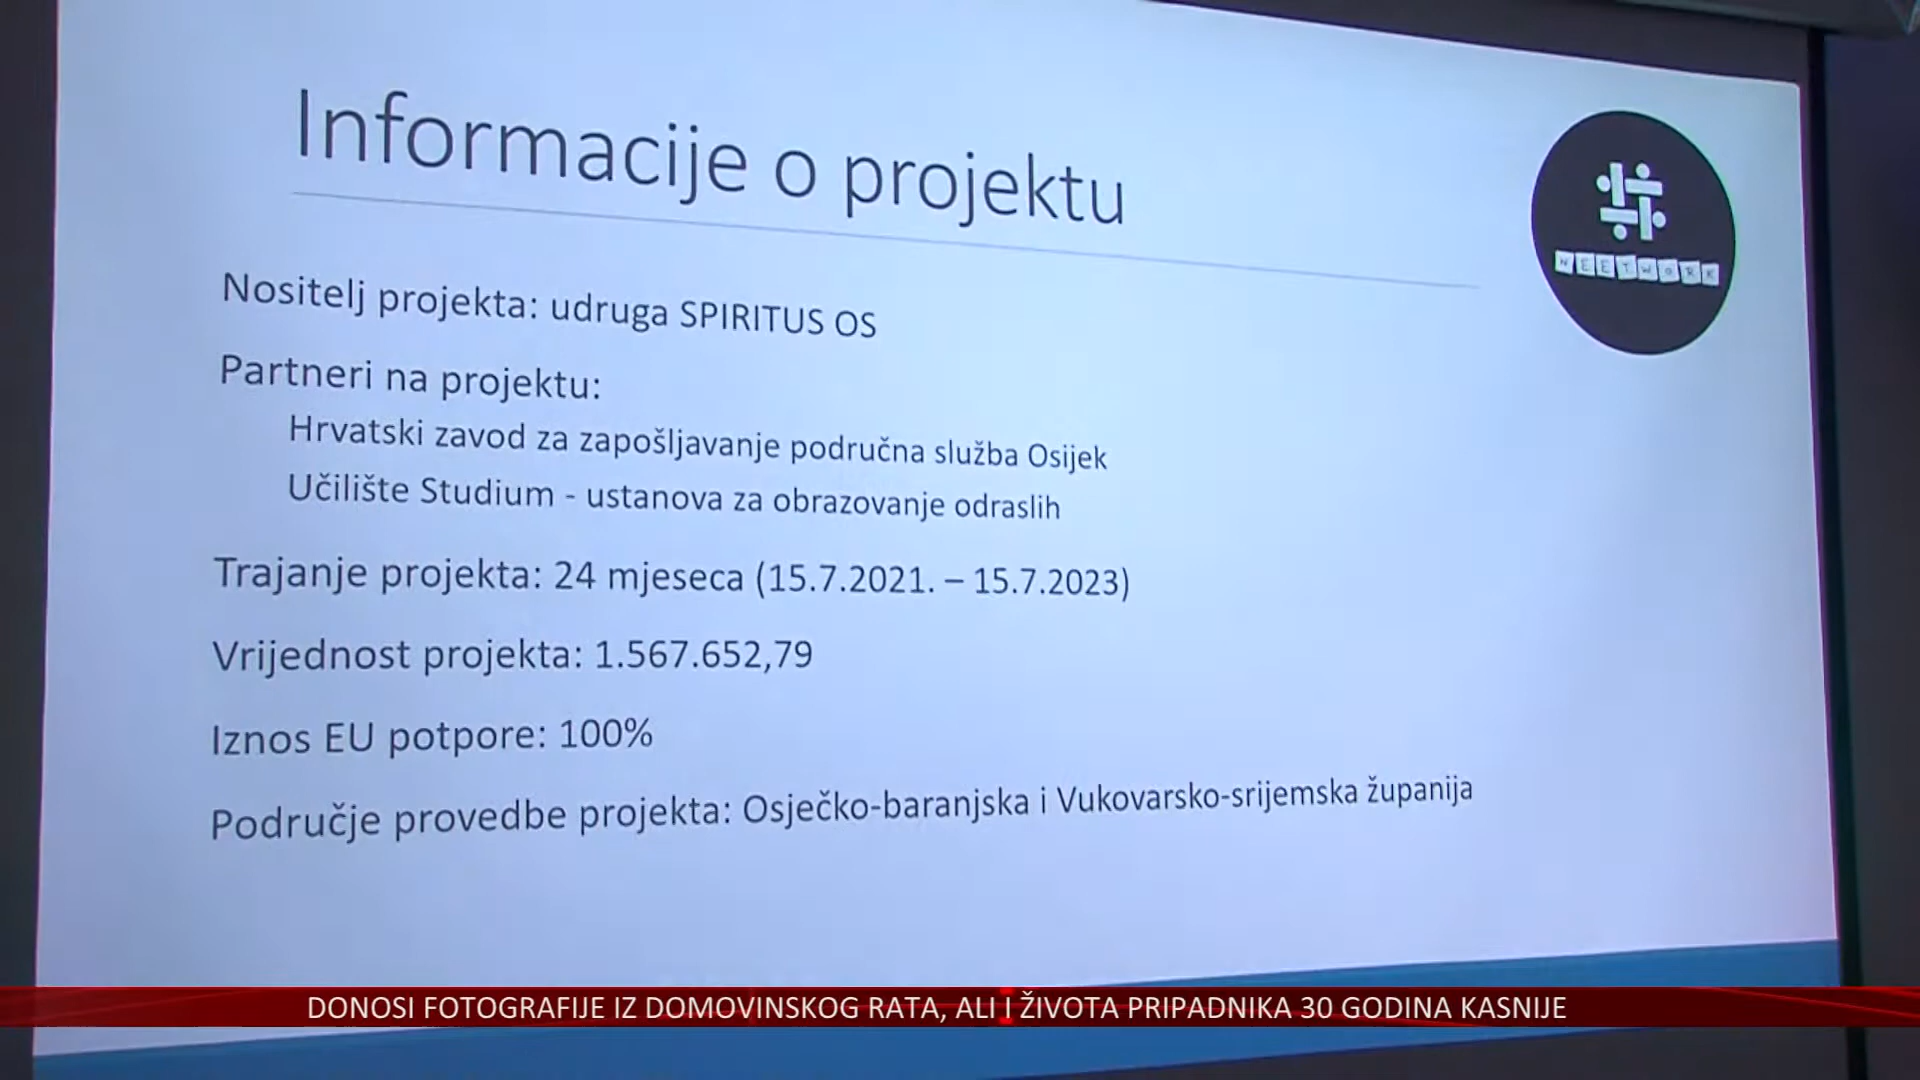 Informacije o projektu
NEETWORK
Nositelj projekta: udruga SPIRITUS OS
Partneri na projektu:
Hrvatski zavod za zapošljavanje područna služba Osijek
Učilište Studium - ustanova za obrazovanje odraslih
Trajanje projekta: 24 mjeseca (15.7.2021. – 15.7.2023)
Vrijednost projekta: 1.567.652,79
Iznos EU potpore: 100%
Područje provedbe projekta: Osječko-baranjska i Vukovarsko-srijemska županija
DONOSI FOTOGRAFIJE IZ DOMOVINSKOG RATA, ALI I ŽIVOTA PRIPADNIKA 30 GODINA KASNIJE